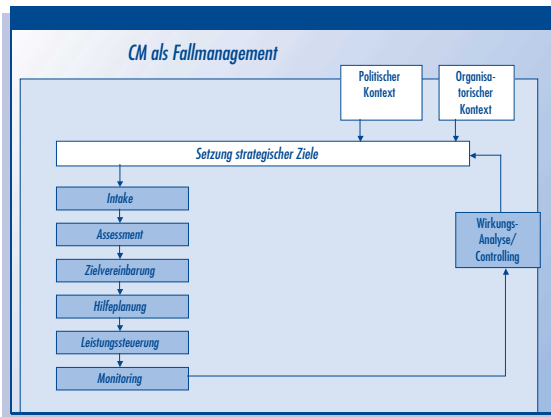 CM als Fallmanagement
Politischer
Kontext
Organisa-
torischer
Kontext
Setzung strategischer Ziele
Intake
Assessment
Zielvereinbarung
Hilfeplanung
Leistungssteuerung
Monitoring
Wirkungs-
Analyse/
Controlling